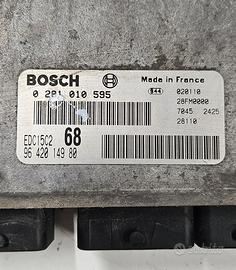 BOSCH
Made in France
0 281 010 595
020110
28FM0000
7045 2425
28110
EDC15C2 68
96 420 149 80
subito